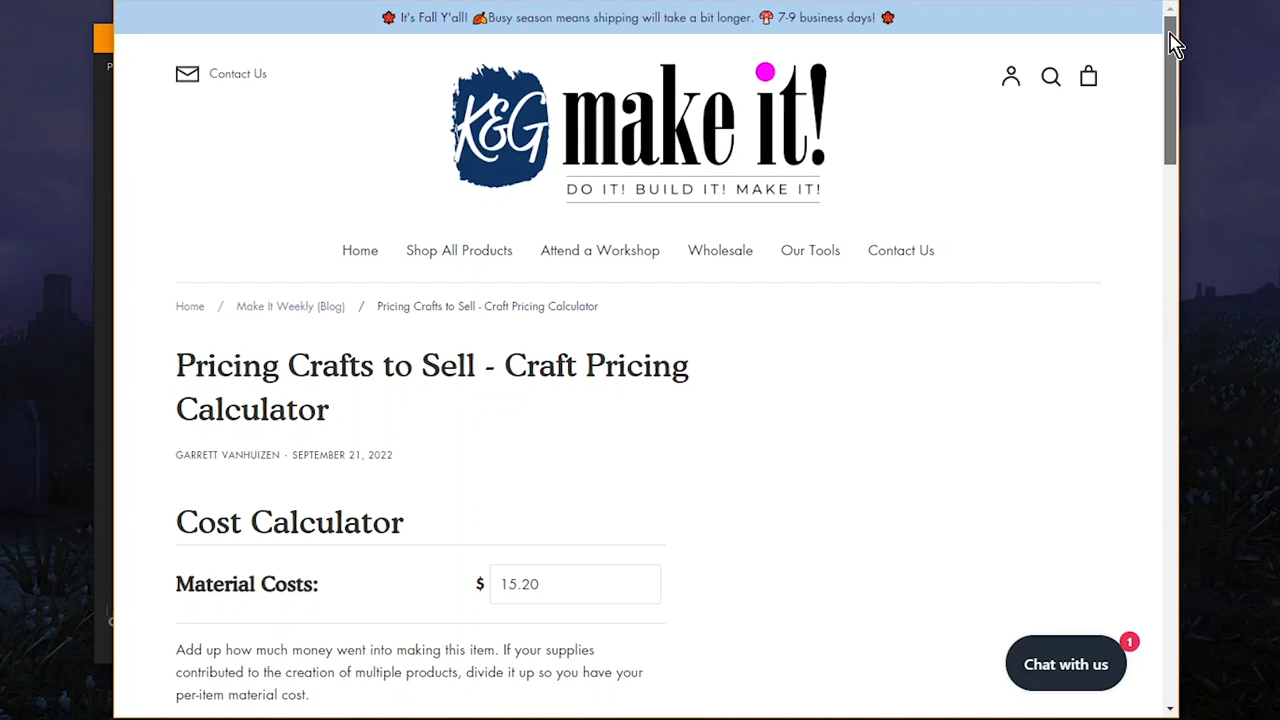 🍁 It's Fall Y'all! 🍂Busy season means shipping will take a bit longer. 🍄 7-9 business days! 🍁
Contact Us
K&G make it!
DO IT! BUILD IT! MAKE IT!
Home Shop All Products Attend a Workshop Wholesale Our Tools Contact Us
Home / Make It Weekly (Blog) / Pricing Crafts to Sell - Craft Pricing Calculator
Pricing Crafts to Sell - Craft Pricing
Calculator
GARRETT VANHUIZEN · SEPTEMBER 21, 2022
Cost Calculator
Material Costs: $ 15.20
Add up how much money went into making this item. If your supplies
contributed to the creation of multiple products, divide it up so you have your
per-item material cost.
Chat with us
1